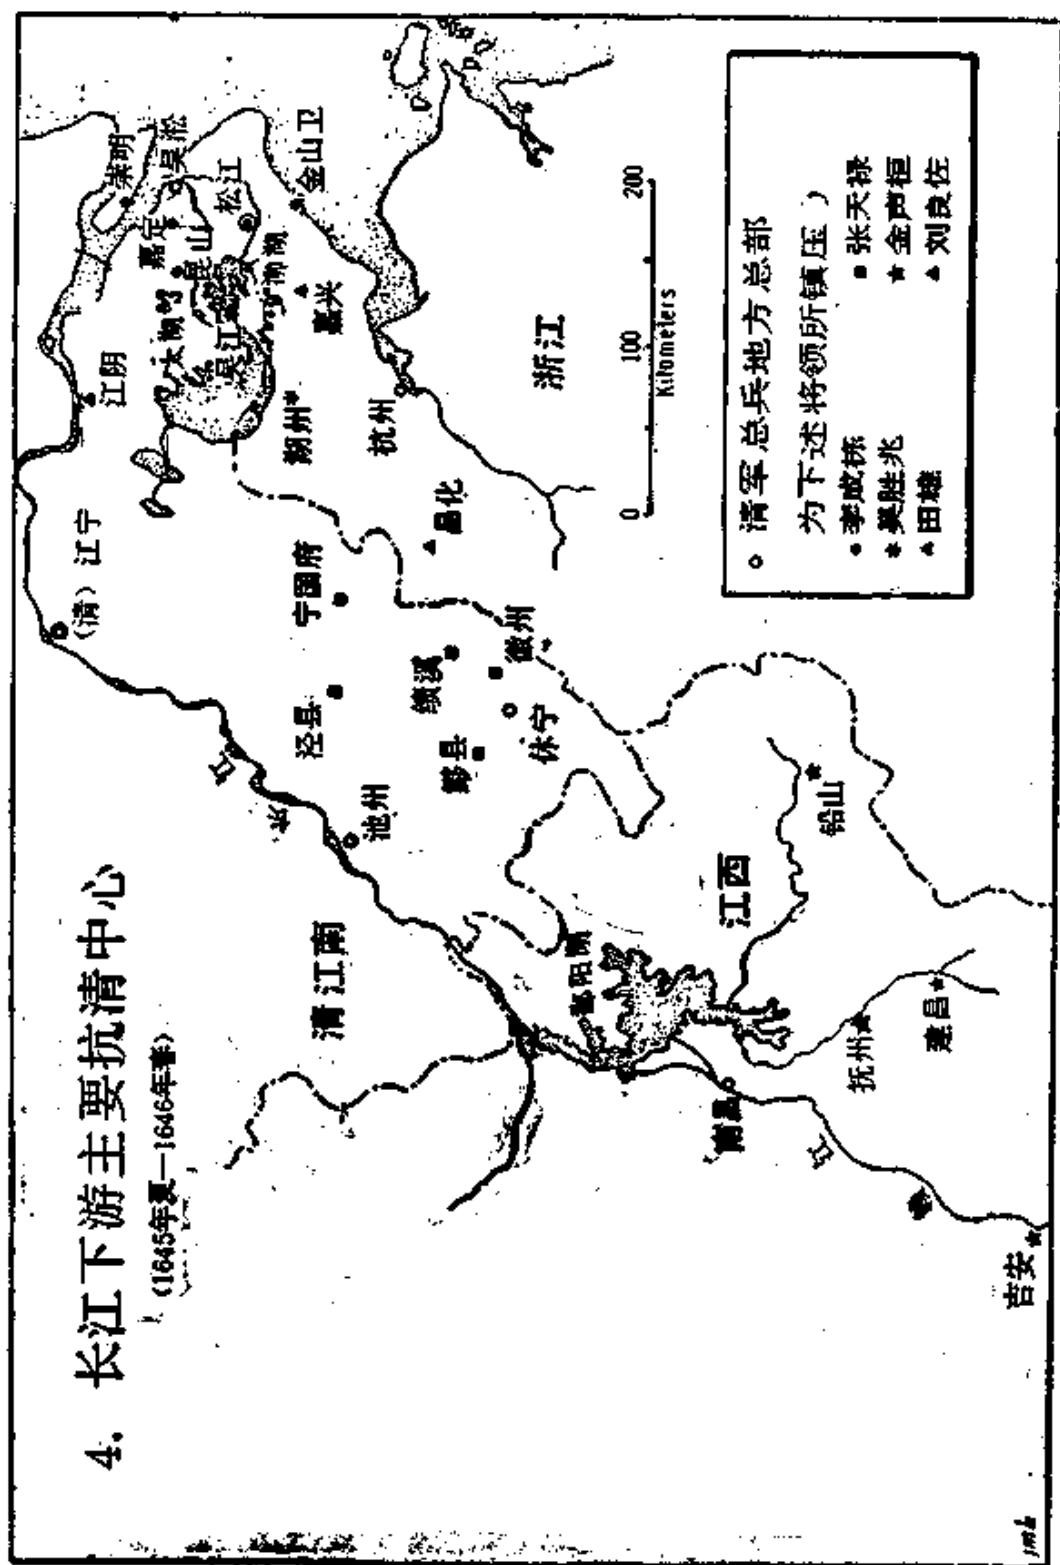 4. 长江下游主要抗清中心
(1645年夏—1646年春)
崇明
吴淞
嘉定
昆山
松江
金山卫
太湖
吴江
泖湖
嘉兴
江阴
湖州
杭州
浙江
(清) 江宁
宁国府
昌化
泾县
绩溪
徽州
黟县
休宁
池州
长
江
清江南
鄱阳湖
江西
铅山
抚州
建昌
南昌
江
吉安
0 100 200
Kilometers
清军总兵地方总部
为下述将领所镇压
李成栋
张天禄
吴胜兆
金声桓
田雄
刘良佐
jmb